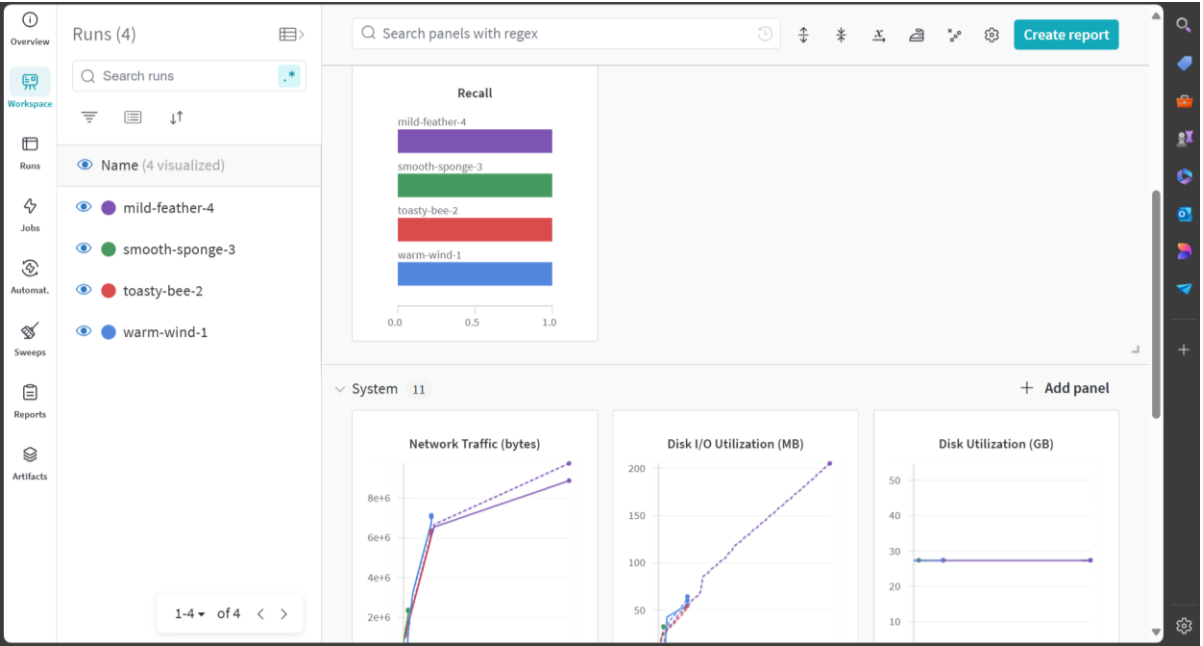 Overview
Workspace
Runs
Jobs
Automat.
Sweeps
Reports
Artifacts
Runs (4)
Search runs
.*
Name (4 visualized)
mild-feather-4
smooth-sponge-3
toasty-bee-2
warm-wind-1
1-4 of 4
Search panels with regex
Create report
Recall
mild-feather-4
smooth-sponge-3
toasty-bee-2
warm-wind-1
0.0 0.5 1.0
System 11
Add panel
Network Traffic (bytes)
8e+6
6e+6
4e+6
2e+6
Disk I/O Utilization (MB)
200
150
100
50
Disk Utilization (GB)
50
40
30
20
10